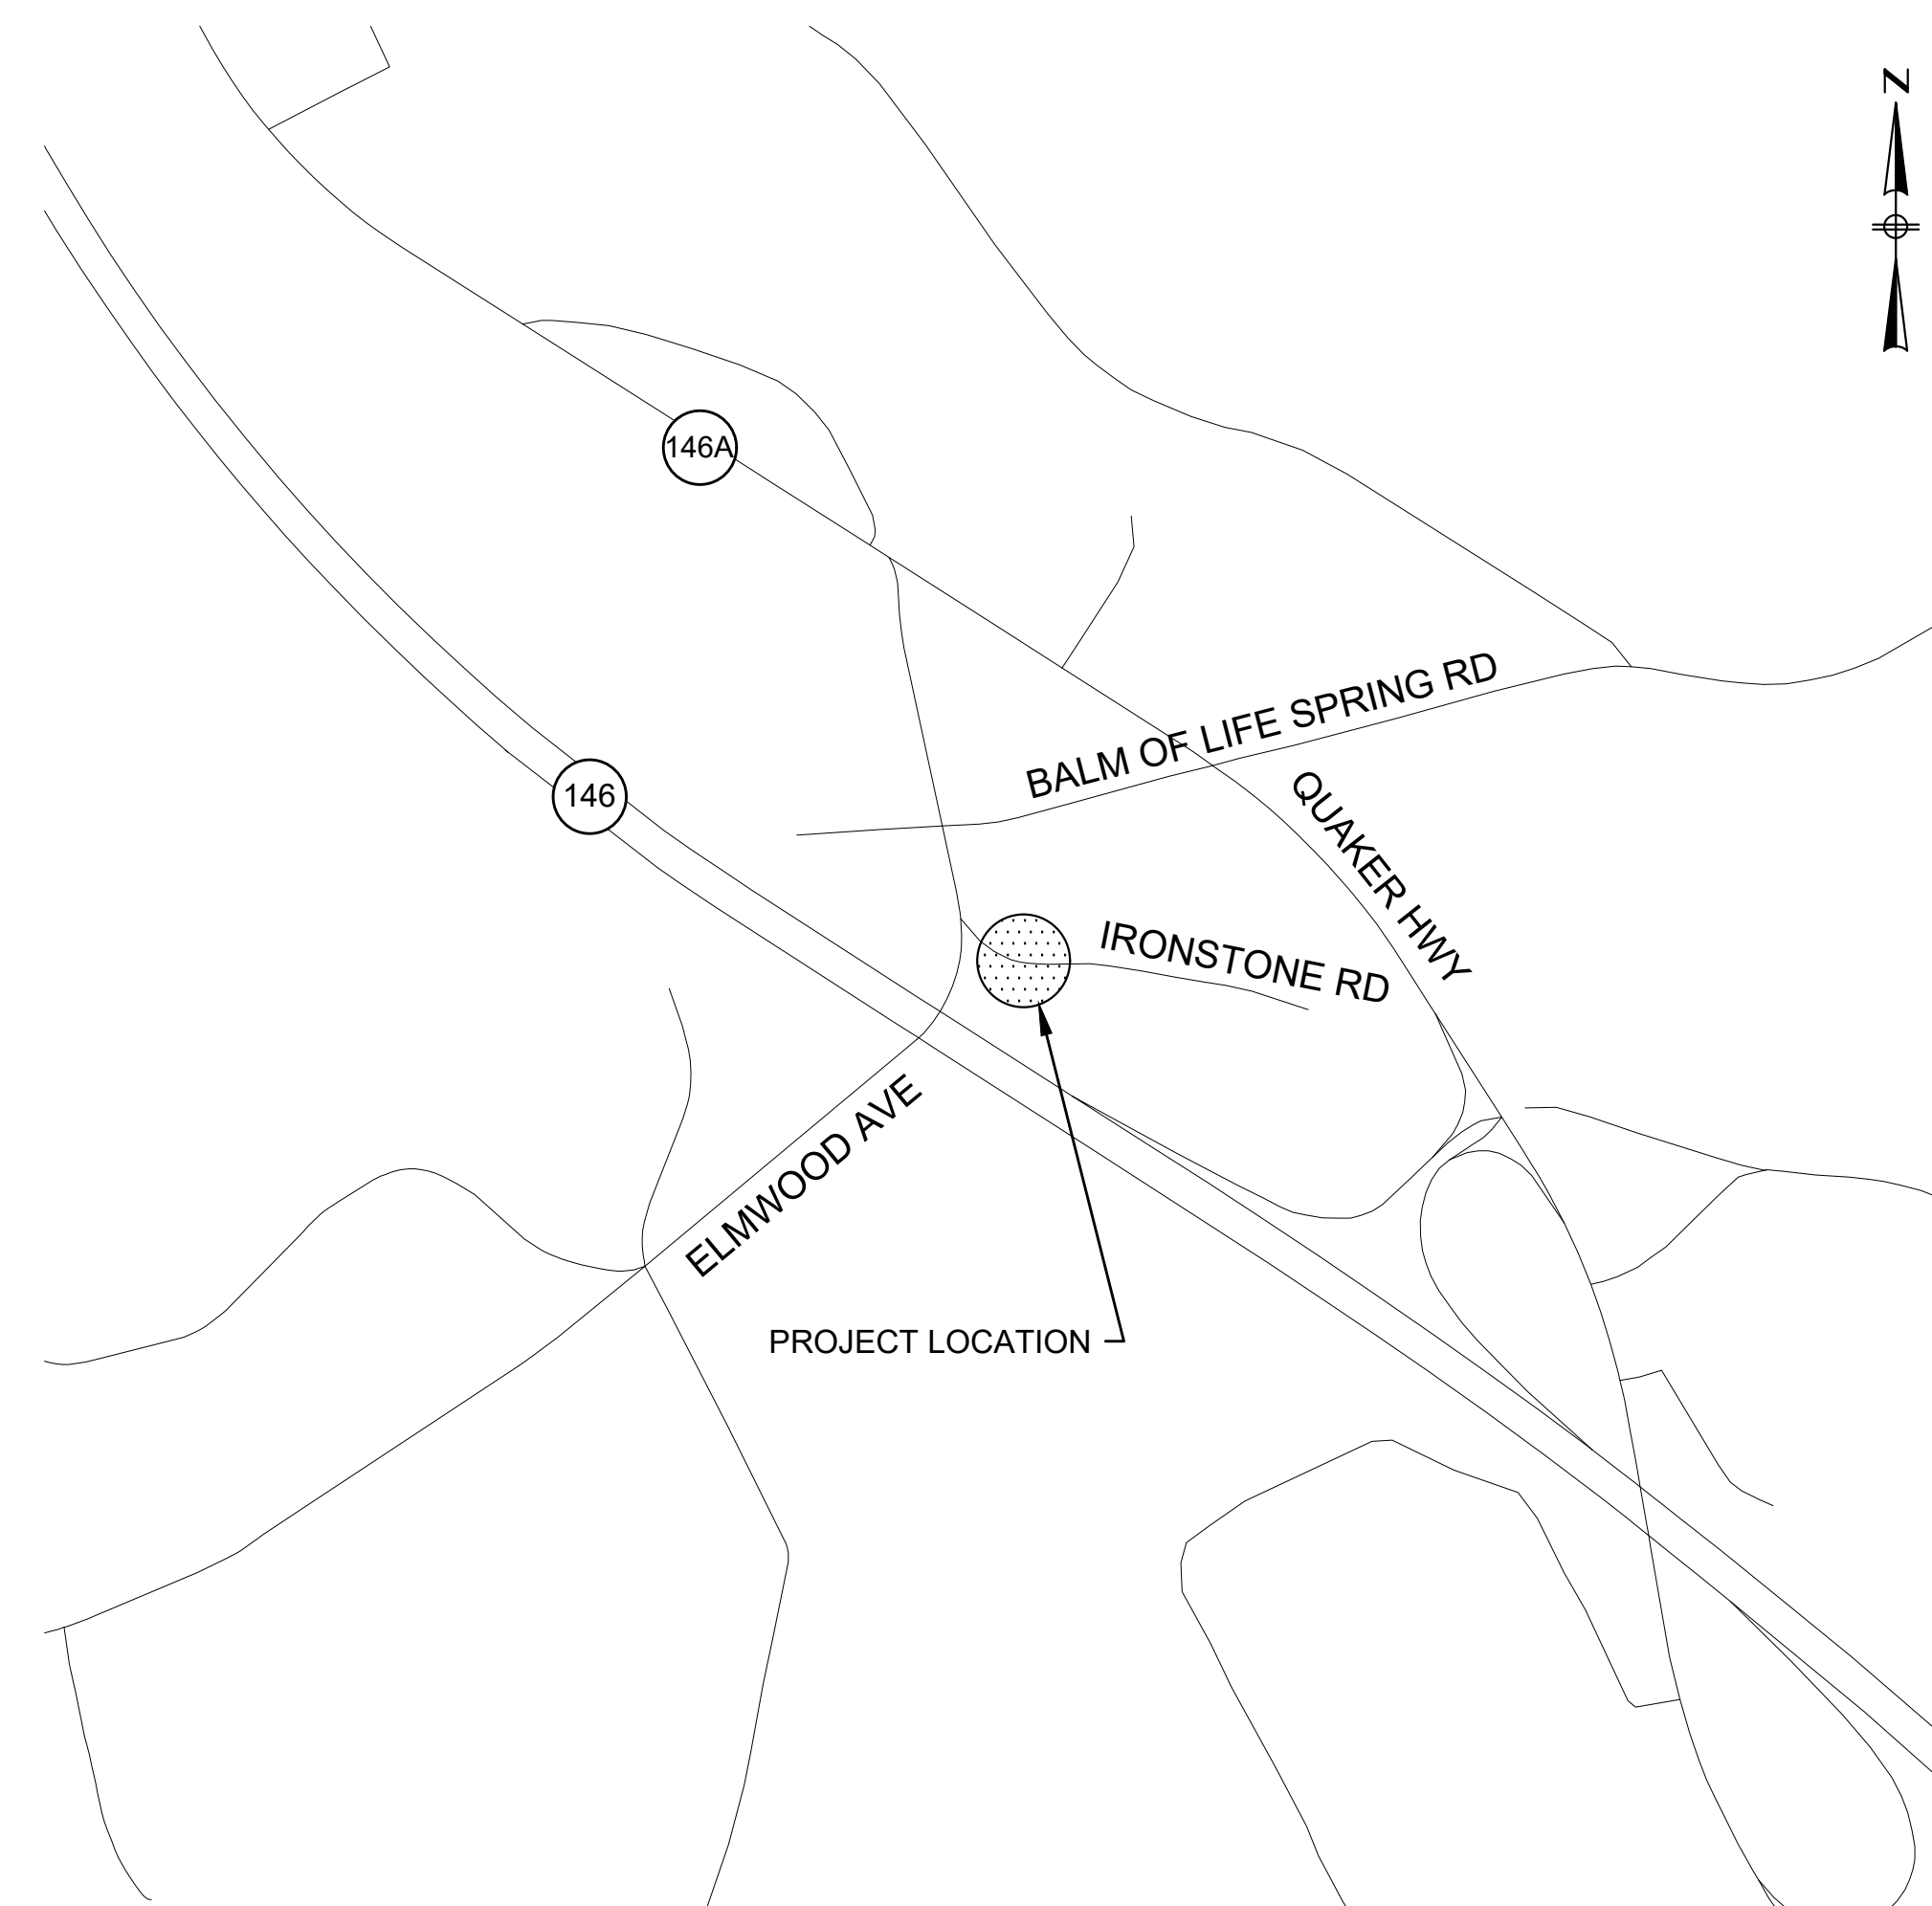 N
146A
BALM OF LIFE SPRING RD
146
QUAKER HWY
IRONSTONE RD
ELMWOOD AVE
PROJECT LOCATION